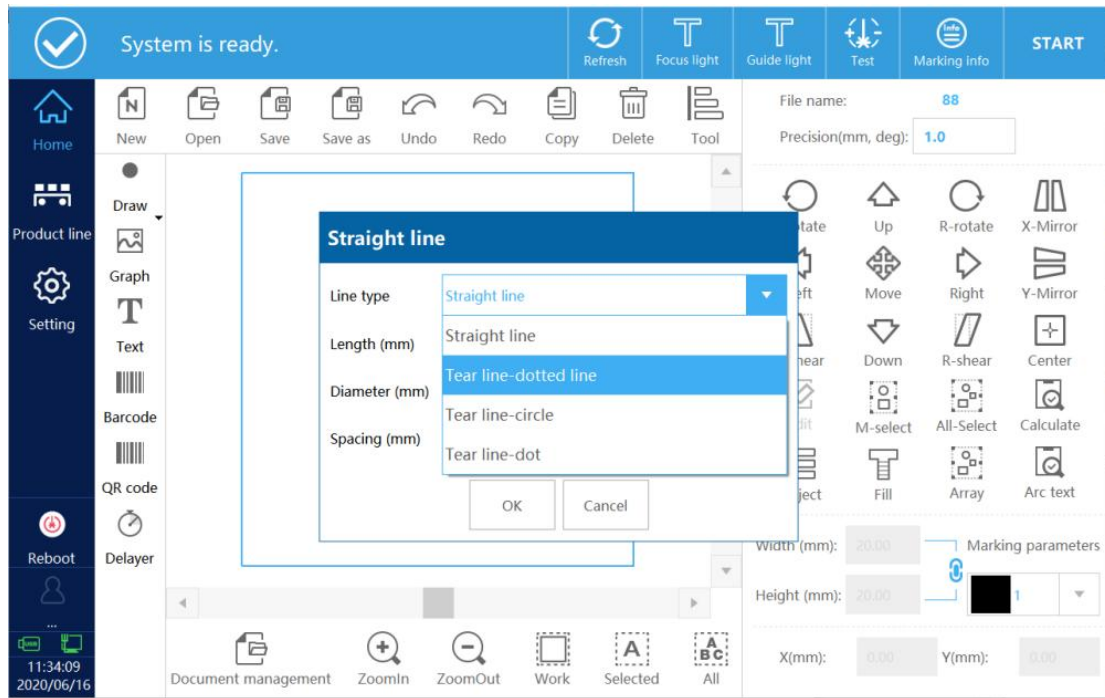 System is ready.
Refresh
Focus light
Guide light
Test
Info
Marking info
START
Home
Product line
Setting
Reboot
...
11:34:09
2020/06/16
N
New
Open
Save
Save as
Undo
Redo
Copy
Delete
Tool
Draw
Graph
T
Text
Barcode
QR code
Delayer
Straight line
Line type
Straight line
Length (mm)
Diameter (mm)
Spacing (mm)
Straight line
Tear line-dotted line
Tear line-circle
Tear line-dot
OK
Cancel
File name: 88
Precision(mm, deg): 1.0
tate
Up
R-rotate
X-Mirror
eft
Move
Right
Y-Mirror
hear
Down
R-shear
Center
dit
M-select
All-Select
Calculate
ject
Fill
Array
Arc text
Width (mm): 20.00
Marking parameters
Height (mm): 20.00
1
X(mm): 0.00 Y(mm): 0.00
Document management
ZoomIn
ZoomOut
Work
A
Selected
A
B C
All